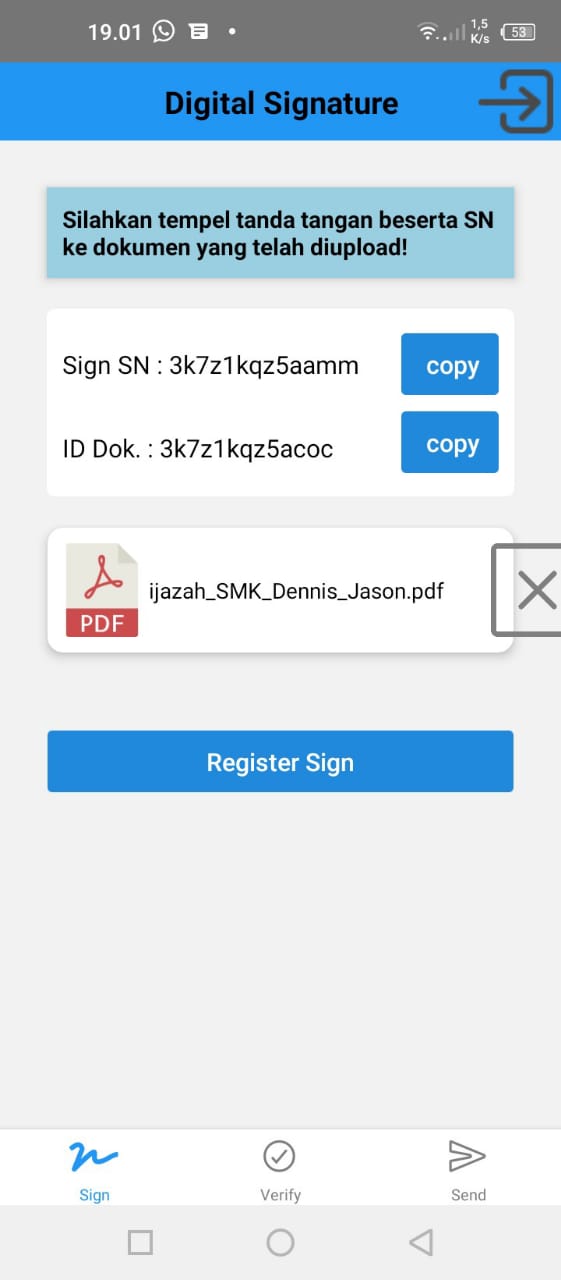 19.01
1,5
K/s
53
Digital Signature
Silahkan tempel tanda tangan beserta SN
ke dokumen yang telah diupload!
Sign SN : 3k7z1kqz5aamm
copy
ID Dok. : 3k7z1kqz5acoc
copy
PDF
ijazah_SMK_Dennis_Jason.pdf
Register Sign
Sign
Verify
Send